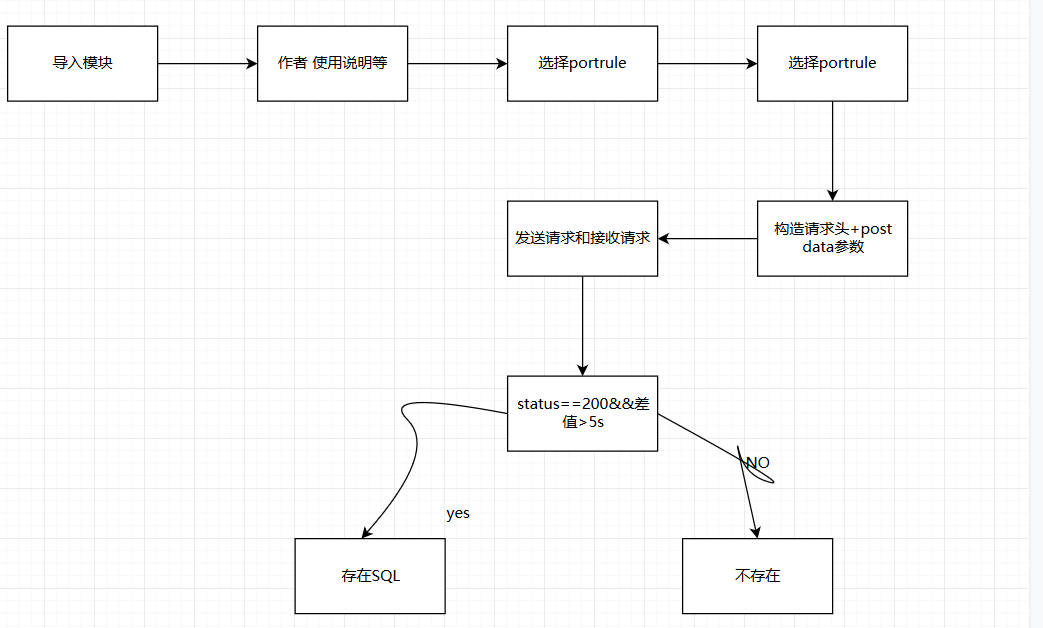 导入模块
作者 使用说明等
选择portrule
选择portrule
构造请求头+post
data参数
发送请求和接收请求
status==200&&差
值>5s
NO
yes
存在SQL
不存在